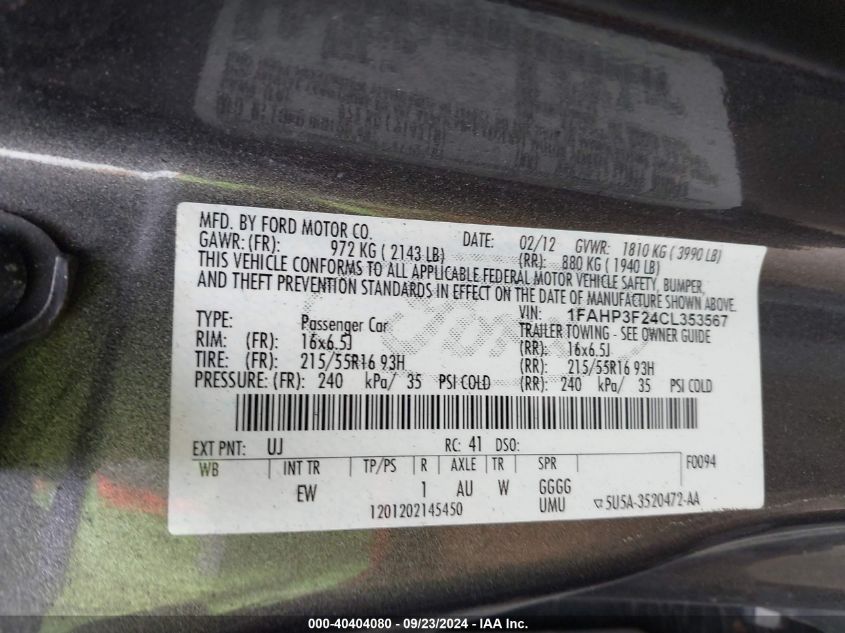 MFD. BY FORD MOTOR CO. DATE: 02/12 GVWR: 1810 KG ( 3990 LB)
GAWR: (FR): 972 KG ( 2143 LB) (RR): 880 KG ( 1940 LB)
THIS VEHICLE CONFORMS TO ALL APPLICABLE FEDERAL MOTOR VEHICLE SAFETY, BUMPER,
AND THEFT PREVENTION STANDARDS IN EFFECT ON THE DATE OF MANUFACTURE SHOWN ABOVE.
VIN: 1FAHP3F24CL353567
TYPE: Passenger Car TRAILER TOWING - SEE OWNER GUIDE
RIM: (FR): 16x6.5J (RR): 16x6.5J
TIRE: (FR): 215/55R16 93H (RR): 215/55R16 93H
PRESSURE: (FR): 240 kPa/ 35 PSI COLD (RR): 240 kPa/ 35 PSI COLD
EXT PNT: UJ RC: 41 DSO:
WB INT TR TP/PS R AXLE TR SPR F0094
EW 1 AU W GGGG
1201202145450 UMU ▽5U5A-3520472-AA
000-40404080 - 09/23/2024 - IAA Inc.